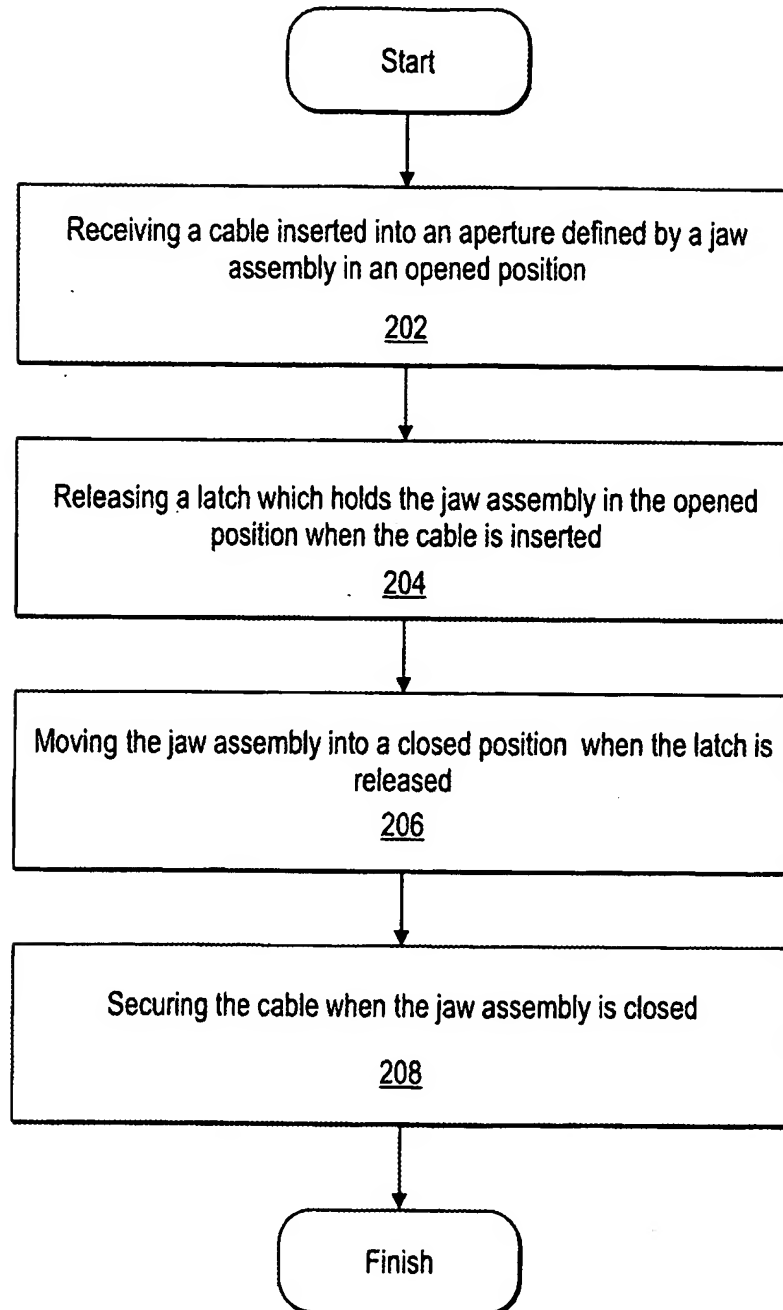 Start
Receiving a cable inserted into an aperture defined by a jaw
assembly in an opened position
202
Releasing a latch which holds the jaw assembly in the opened
position when the cable is inserted
204
Moving the jaw assembly into a closed position when the latch is
released
206
Securing the cable when the jaw assembly is closed
208
Finish